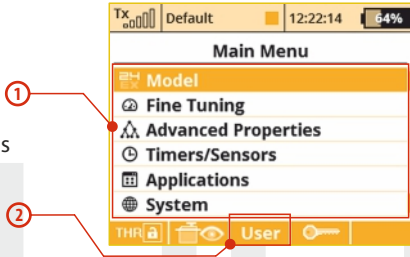 Tx Default 12:22:14 64%
Main Menu
1
Model
Fine Tuning
Advanced Properties
s
Timers/Sensors
Applications
System
2
THR User